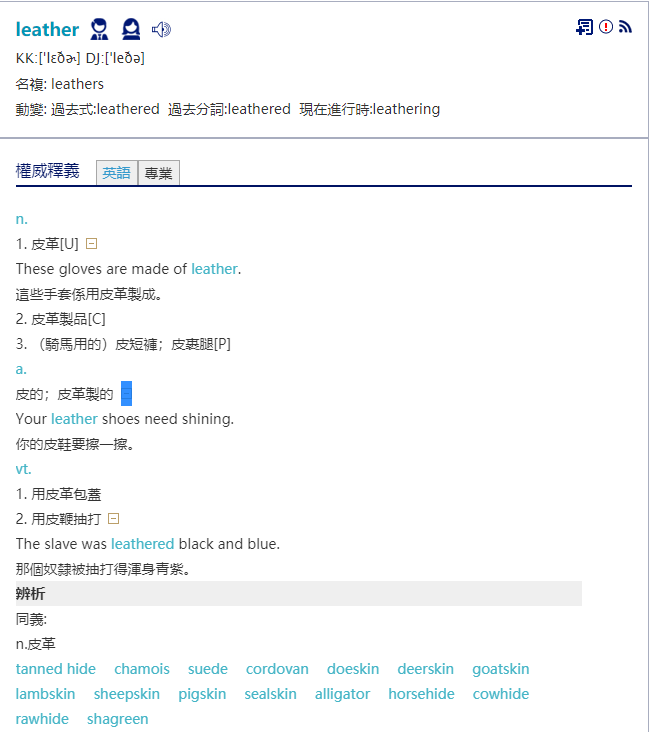 leather
KK:[ˈlɛðɚ] DJ:[ˈleðə]
名複: leathers
動變: 過去式:leathered 過去分詞:leathered 現在進行時:leathering
權威釋義 英語 專業
n.
1. 皮革[U]
These gloves are made of leather.
這些手套係用皮革製成。
2. 皮革製品[C]
3. （騎馬用的）皮短褲；皮裹腿[P]
a.
皮的；皮革製的
Your leather shoes need shining.
你的皮鞋要擦一擦。
vt.
1. 用皮革包蓋
2. 用皮鞭抽打
The slave was leathered black and blue.
那個奴隸被抽打得渾身青紫。
辨析
同義:
n.皮革
tanned hide chamois suede cordovan doeskin deerskin goatskin
lambskin sheepskin pigskin sealskin alligator horsehide cowhide
rawhide shagreen